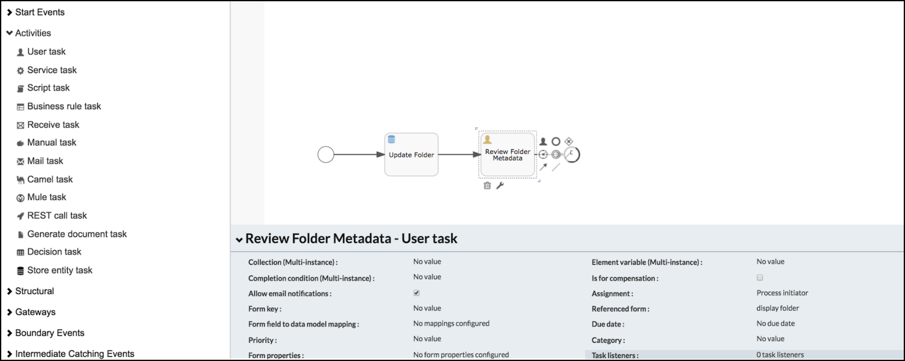 Start Events
Activities
User task
Service task
Script task
Business rule task
Receive task
Manual task
Mail task
Camel task
Mule task
REST call task
Generate document task
Decision task
Store entity task
Structural
Gateways
Boundary Events
Intermediate Catching Events
Update Folder
Review Folder
Metadata
Review Folder Metadata - User task
Collection (Multi-instance) : No value Element variable (Multi-instance) : No value
Completion condition (Multi-instance) : No value Is for compensation :
Allow email notifications : Assignment : Process initiator
Form key : No value Referenced form : display folder
Form field to data model mapping : No mappings configured Due date : No due date
Priority : No value Category : No value
Form properties : No form properties configured Task listeners : 0 task listeners